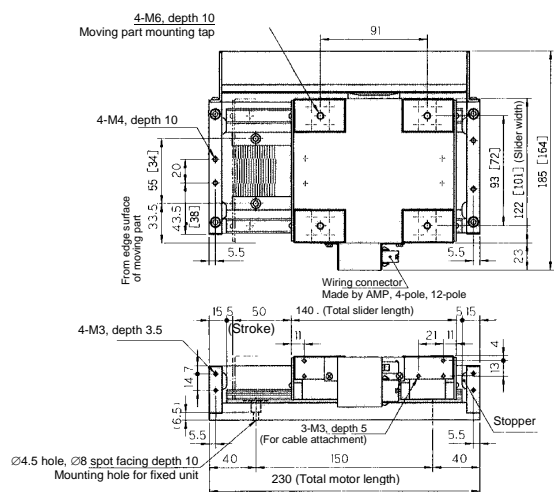 4-M6, depth 10
Moving part mounting tap
91
4-M4, depth 10
55 [34]
20
33.5
43.5
[38]
From edge surface
of moving part
5.5
93 [72]
122 [101] (Slider width)
185 [164]
5.5
23
Wiring connector
Made by AMP, 4-pole, 12-pole
15 5
50
(Stroke)
140 . (Total slider length)
5 15
4-M3, depth 3.5
11
21
11
4
13
7
14
(6.5)
3-M3, depth 5
(For cable attachment)
Stopper
5.5
5.5
Ø4.5 hole, Ø8 spot facing depth 10
Mounting hole for fixed unit
40
150
40
230 (Total motor length)